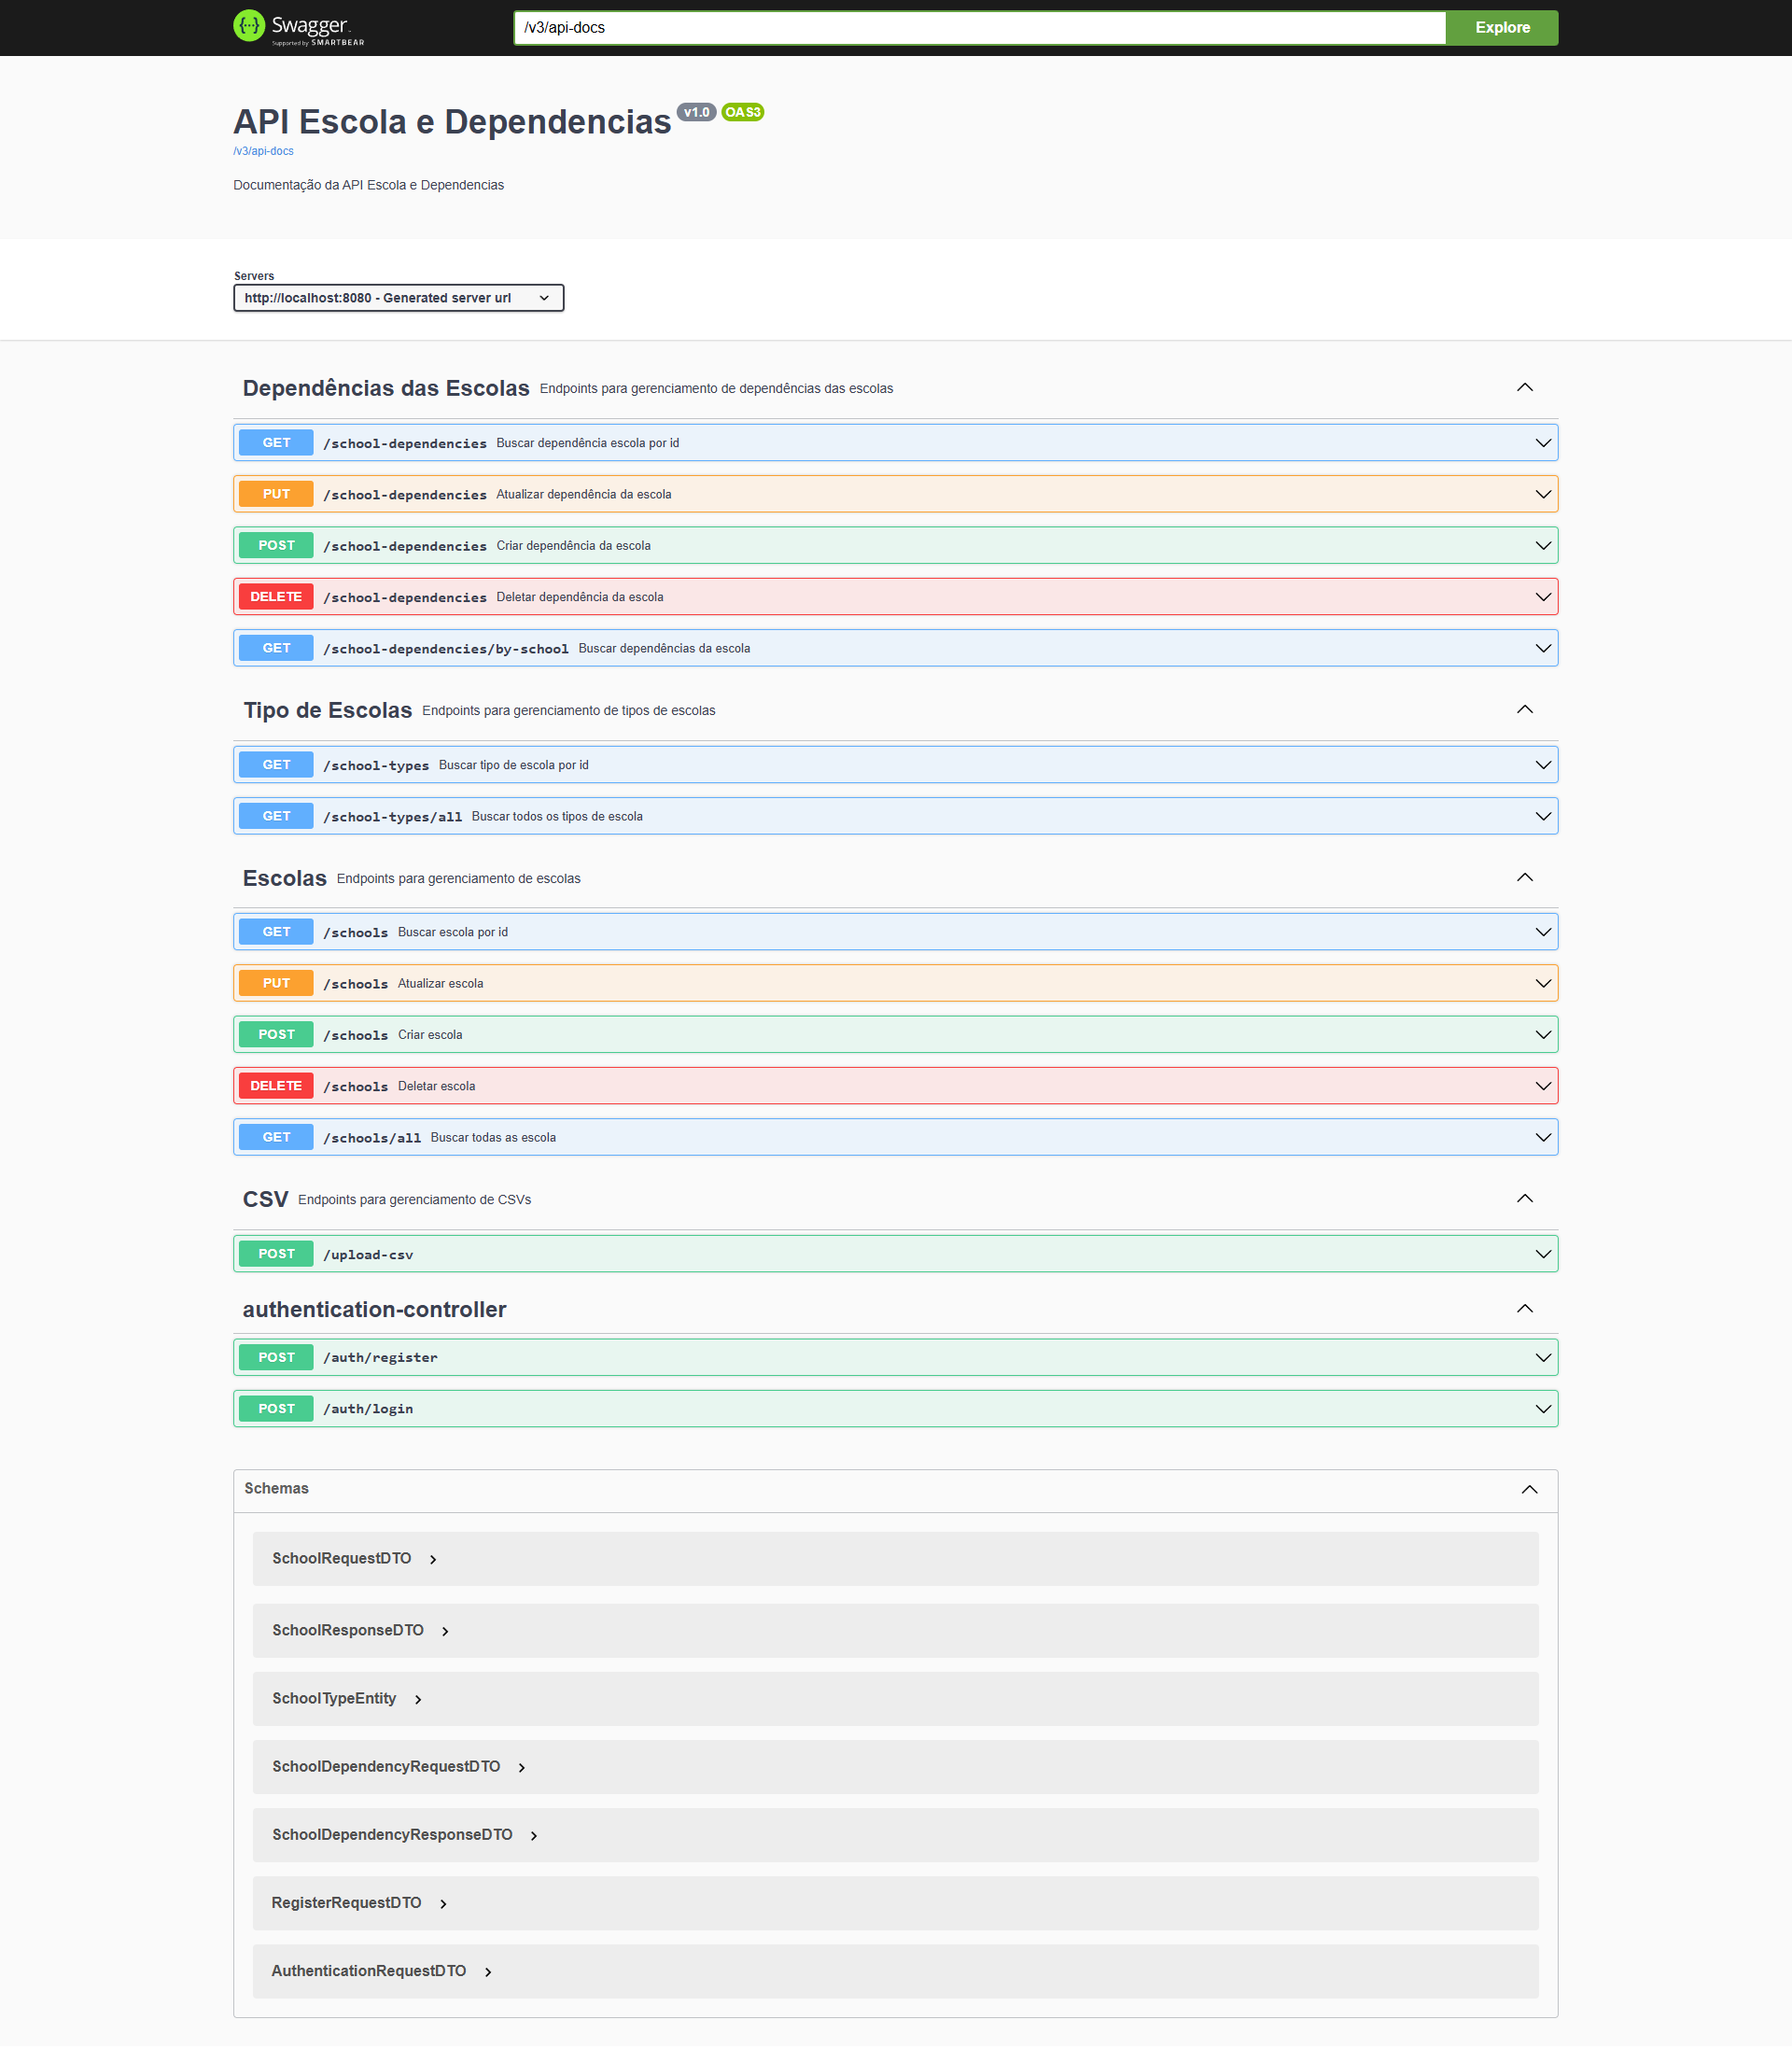 Swagger
Supported by SMARTBEAR
/v3/api-docs
Explore
API Escola e Dependencias v1.0 OAS3
/v3/api-docs
Documentação da API Escola e Dependencias
Servers
http://localhost:8080 - Generated server url
Dependências das Escolas Endpoints para gerenciamento de dependências das escolas
GET /school-dependencies Buscar dependência escola por id
PUT /school-dependencies Atualizar dependência da escola
POST /school-dependencies Criar dependência da escola
DELETE /school-dependencies Deletar dependência da escola
GET /school-dependencies/by-school Buscar dependências da escola
Tipo de Escolas Endpoints para gerenciamento de tipos de escolas
GET /school-types Buscar tipo de escola por id
GET /school-types/all Buscar todos os tipos de escola
Escolas Endpoints para gerenciamento de escolas
GET /schools Buscar escola por id
PUT /schools Atualizar escola
POST /schools Criar escola
DELETE /schools Deletar escola
GET /schools/all Buscar todas as escola
CSV Endpoints para gerenciamento de CSVs
POST /upload-csv
authentication-controller
POST /auth/register
POST /auth/login
Schemas
SchoolRequestDTO
SchoolResponseDTO
SchoolTypeEntity
SchoolDependencyRequestDTO
SchoolDependencyResponseDTO
RegisterRequestDTO
AuthenticationRequestDTO